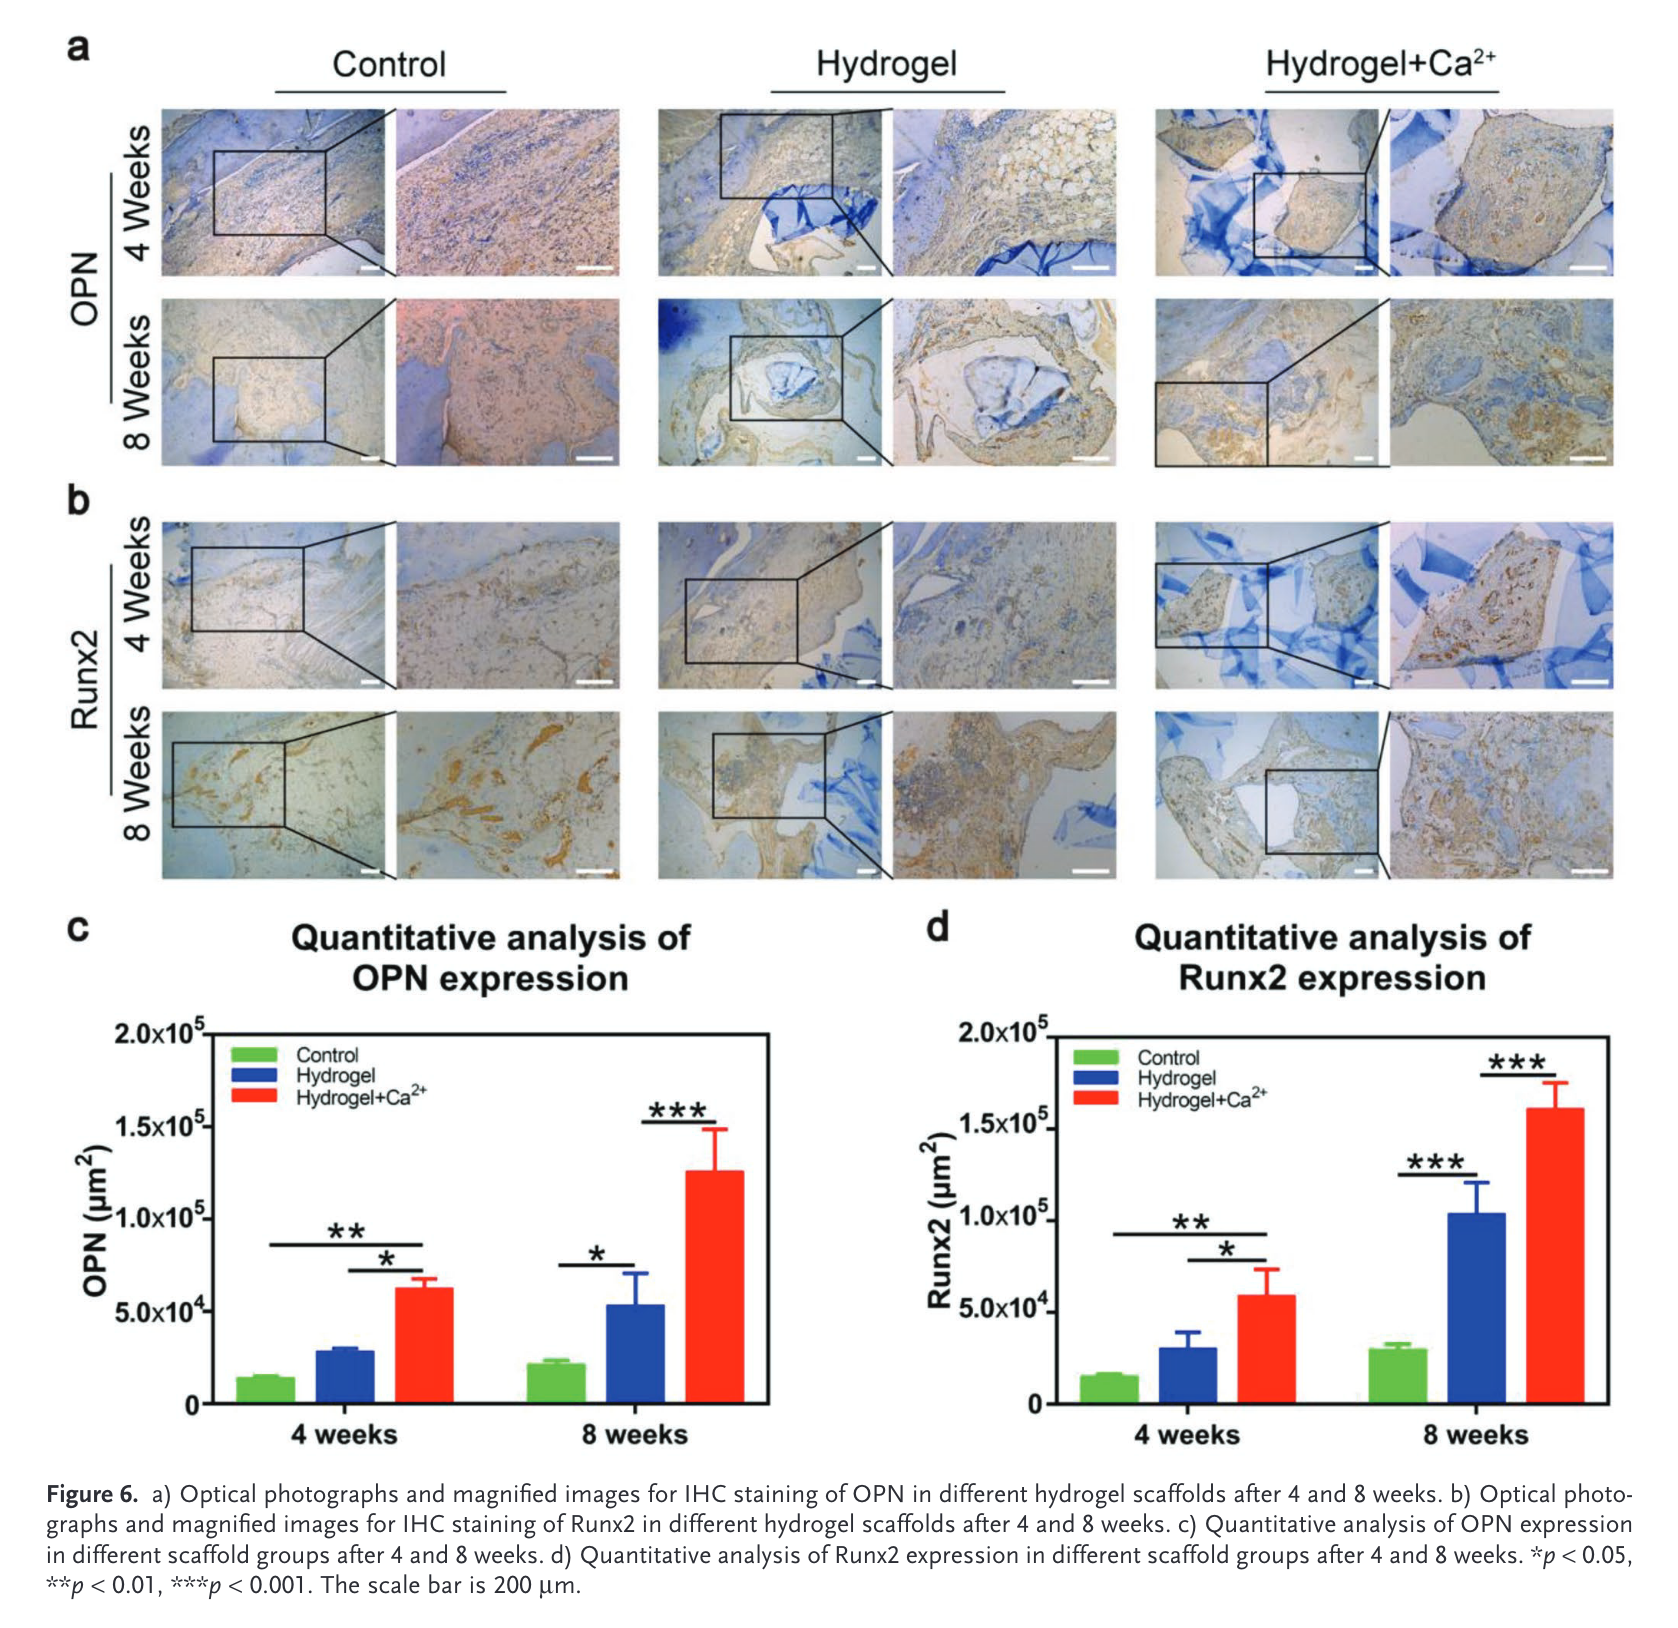 a
Control
Hydrogel
Hydrogel+Ca²⁺
OPN
4 Weeks
8 Weeks
b
Runx2
4 Weeks
8 Weeks
c
Quantitative analysis of
OPN expression
2.0x10⁵
1.5x10⁵
1.0x10⁵
5.0x10⁴
0
OPN (µm²)
Control
Hydrogel
Hydrogel+Ca²⁺
**
*
*
***
4 weeks
8 weeks
d
Quantitative analysis of
Runx2 expression
2.0x10⁵
1.5x10⁵
1.0x10⁵
5.0x10⁴
0
Runx2 (µm²)
Control
Hydrogel
Hydrogel+Ca²⁺
**
*
***
***
4 weeks
8 weeks
Figure 6. a) Optical photographs and magnified images for IHC staining of OPN in different hydrogel scaffolds after 4 and 8 weeks. b) Optical photo-
graphs and magnified images for IHC staining of Runx2 in different hydrogel scaffolds after 4 and 8 weeks. c) Quantitative analysis of OPN expression
in different scaffold groups after 4 and 8 weeks. d) Quantitative analysis of Runx2 expression in different scaffold groups after 4 and 8 weeks. *p < 0.05,
**p < 0.01, ***p < 0.001. The scale bar is 200 µm.